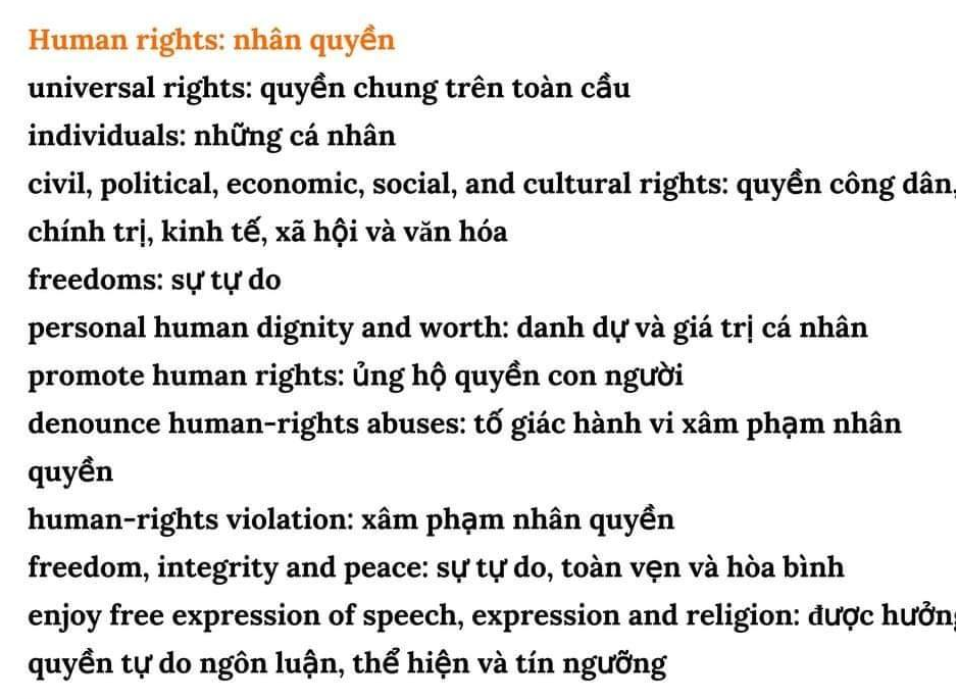 Human rights: nhân quyền
universal rights: quyền chung trên toàn cầu
individuals: những cá nhân
civil, political, economic, social, and cultural rights: quyền công dân,
chính trị, kinh tế, xã hội và văn hóa
freedoms: sự tự do
personal human dignity and worth: danh dự và giá trị cá nhân
promote human rights: ủng hộ quyền con người
denounce human-rights abuses: tố giác hành vi xâm phạm nhân
quyền
human-rights violation: xâm phạm nhân quyền
freedom, integrity and peace: sự tự do, toàn vẹn và hòa bình
enjoy free expression of speech, expression and religion: được hưởng
quyền tự do ngôn luận, thể hiện và tín ngưỡng